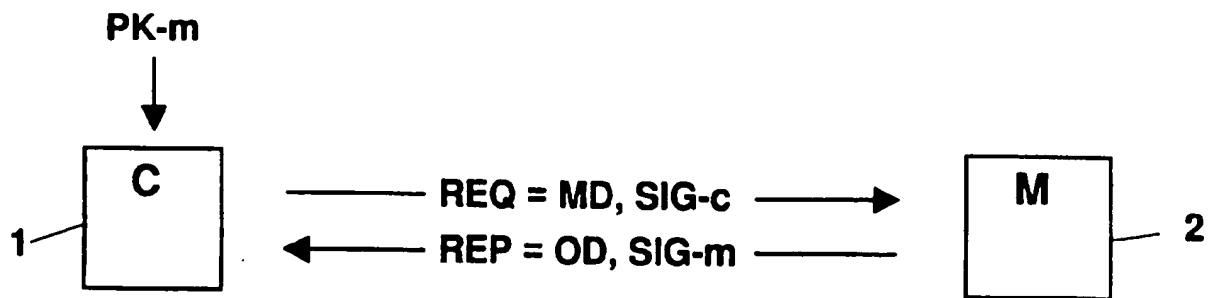 PK-m
C
REQ = MD, SIG-c
M
1
REP = OD, SIG-m
2